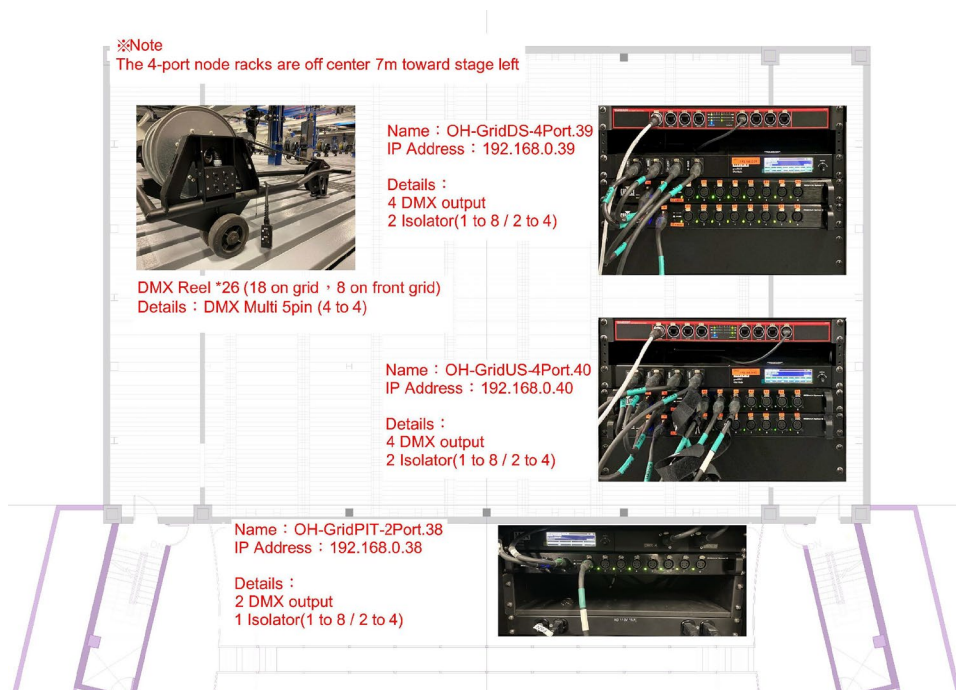 ※Note
The 4-port node racks are off center 7m toward stage left
Name：OH-GridDS-4Port.39
IP Address：192.168.0.39
Details：
4 DMX output
2 Isolator(1 to 8 / 2 to 4)
DMX Reel *26 (18 on grid，8 on front grid)
Details：DMX Multi 5pin (4 to 4)
Name：OH-GridUS-4Port.40
IP Address：192.168.0.40
Details：
4 DMX output
2 Isolator(1 to 8 / 2 to 4)
Name：OH-GridPIT-2Port.38
IP Address：192.168.0.38
Details：
2 DMX output
1 Isolator(1 to 8 / 2 to 4)